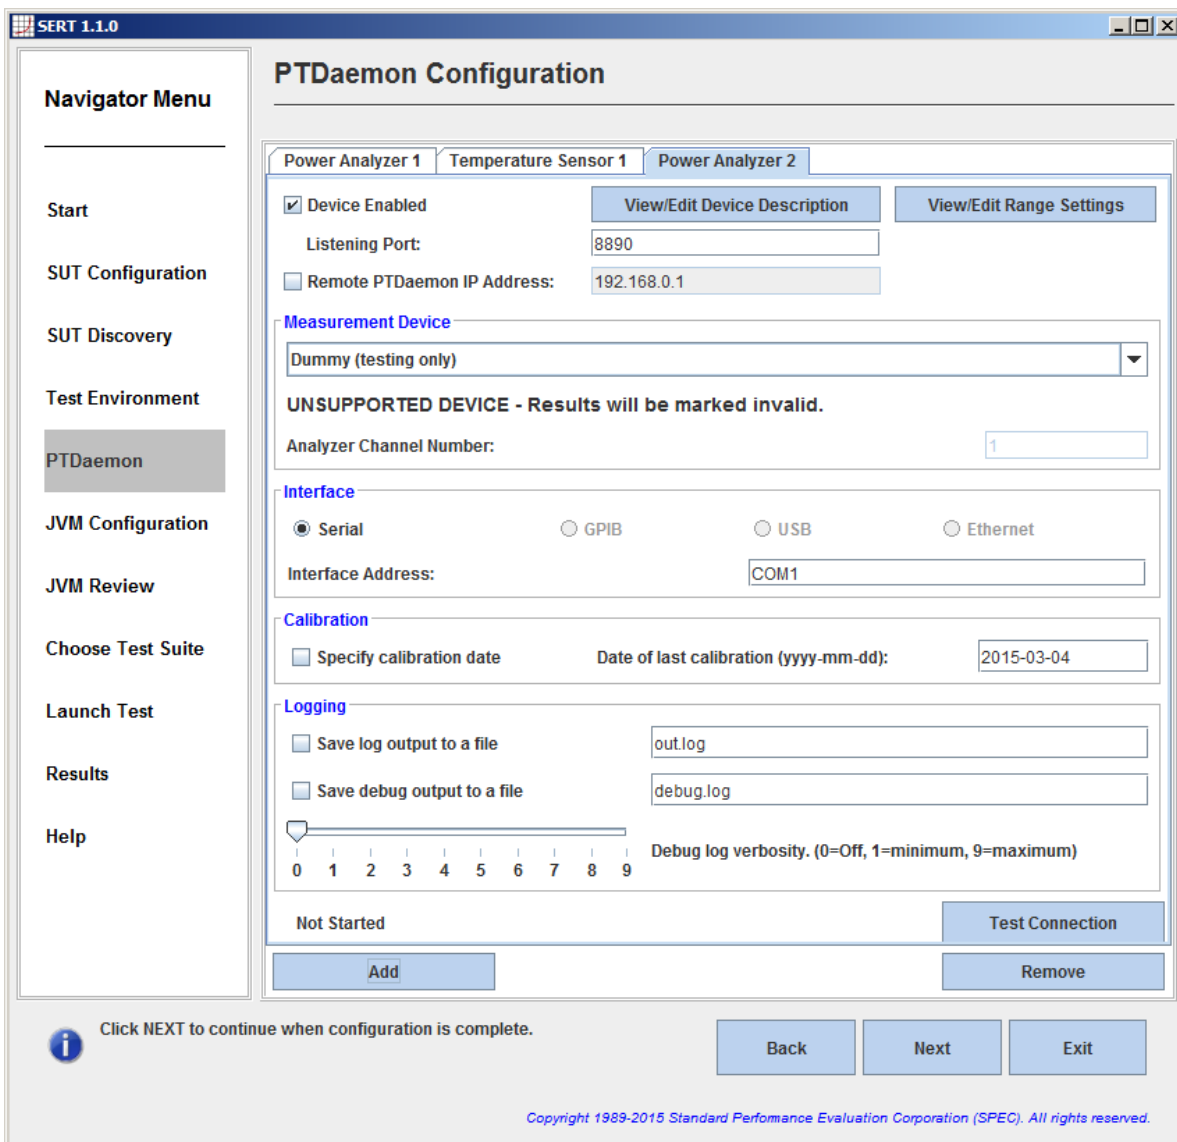 SERT 1.1.0
Navigator Menu
Start
SUT Configuration
SUT Discovery
Test Environment
PTDaemon
JVM Configuration
JVM Review
Choose Test Suite
Launch Test
Results
Help
PTDaemon Configuration
Power Analyzer 1 Temperature Sensor 1 Power Analyzer 2
Device Enabled View/Edit Device Description View/Edit Range Settings
Listening Port: 8890
Remote PTDaemon IP Address: 192.168.0.1
Measurement Device
Dummy (testing only)
UNSUPPORTED DEVICE - Results will be marked invalid.
Analyzer Channel Number: 1
Interface
Serial GPIB USB Ethernet
Interface Address: COM1
Calibration
Specify calibration date Date of last calibration (yyyy-mm-dd): 2015-03-04
Logging
Save log output to a file out.log
Save debug output to a file debug.log
0 1 2 3 4 5 6 7 8 9 Debug log verbosity. (0=Off, 1=minimum, 9=maximum)
Not Started Test Connection
Add Remove
Click NEXT to continue when configuration is complete.
Back Next Exit
Copyright 1989-2015 Standard Performance Evaluation Corporation (SPEC). All rights reserved.